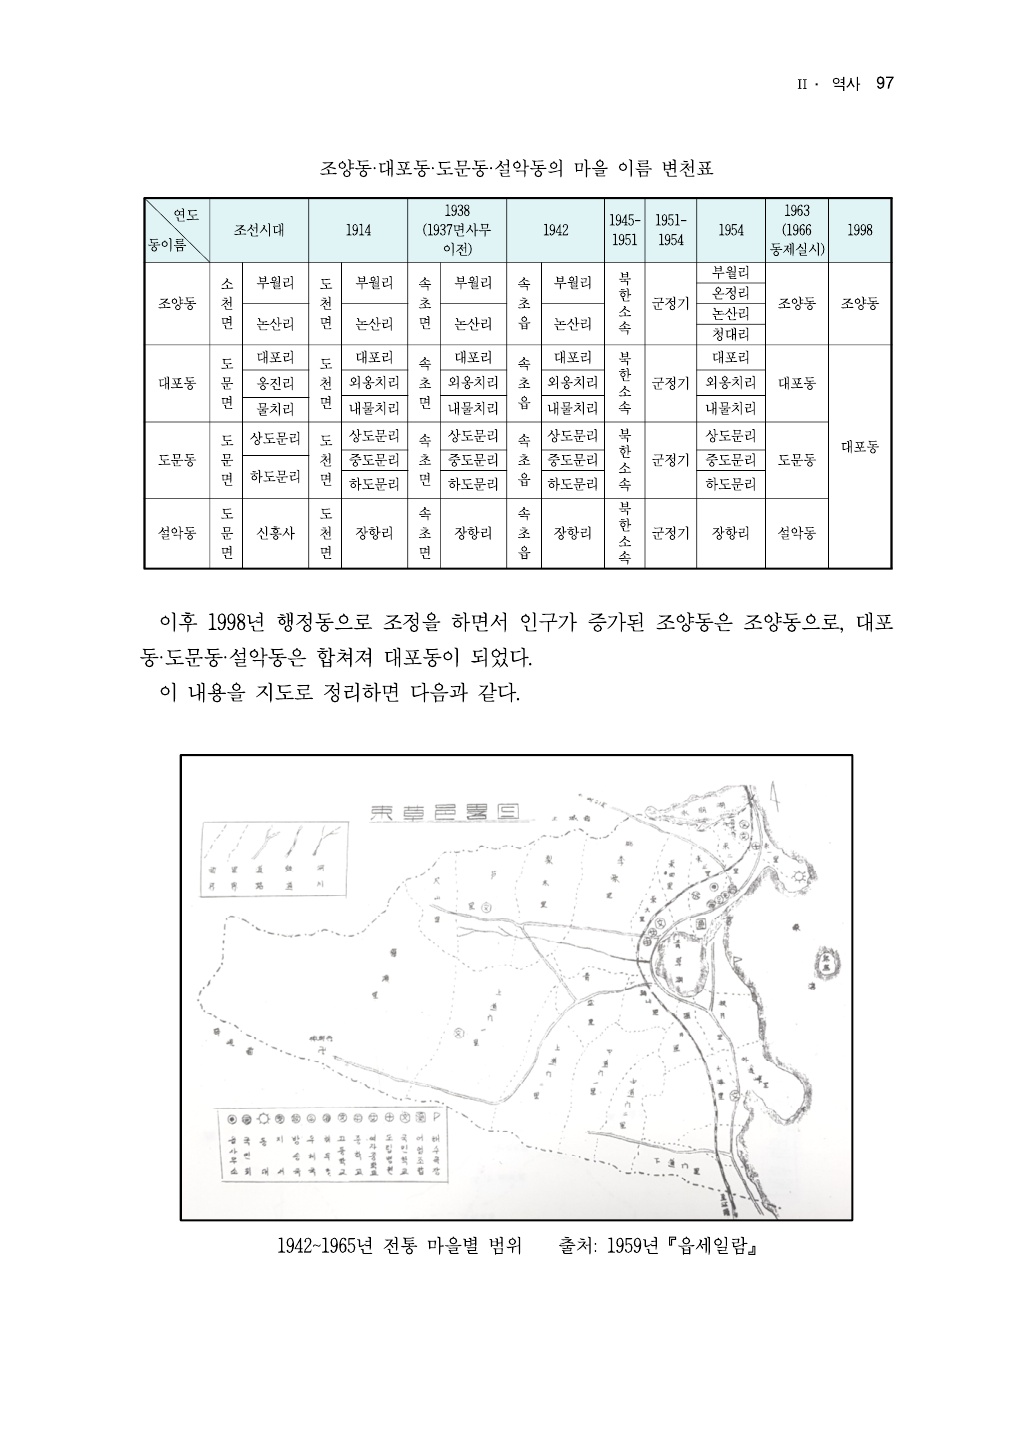 II · 역사 97
조양동·대포동·도문동·설악동의 마을 이름 변천표
연도
동이름
조선시대
1914
1938
(1937면사무
이전)
1942
1945-
1951
1951-
1954
1954
1963
(1966
동제실시)
1998
조양동
소천면
부월리
논산리
도천면
부월리
논산리
속초면
부월리
논산리
속초읍
부월리
논산리
북한소속
군정기
부월리
온정리
논산리
청대리
조양동
조양동
대포동
도문면
대포리
옹진리
물치리
도천면
대포리
외옹치리
내물치리
속초면
대포리
외옹치리
내물치리
속초읍
대포리
외옹치리
내물치리
북한소속
군정기
대포리
외옹치리
내물치리
대포동
대포동
도문동
도문면
상도문리
하도문리
도천면
상도문리
중도문리
하도문리
속초면
상도문리
중도문리
하도문리
속초읍
상도문리
중도문리
하도문리
북한소속
군정기
상도문리
중도문리
하도문리
도문동
설악동
도문면
신흥사
도천면
장항리
속초면
장항리
속초읍
장항리
북한소속
군정기
장항리
설악동
이후 1998년 행정동으로 조정을 하면서 인구가 증가된 조양동은 조양동으로, 대포
동·도문동·설악동은 합쳐져 대포동이 되었다.
이 내용을 지도로 정리하면 다음과 같다.
束草邑畧図
1942~1965년 전통 마을별 범위 출처: 1959년 『읍세일람』